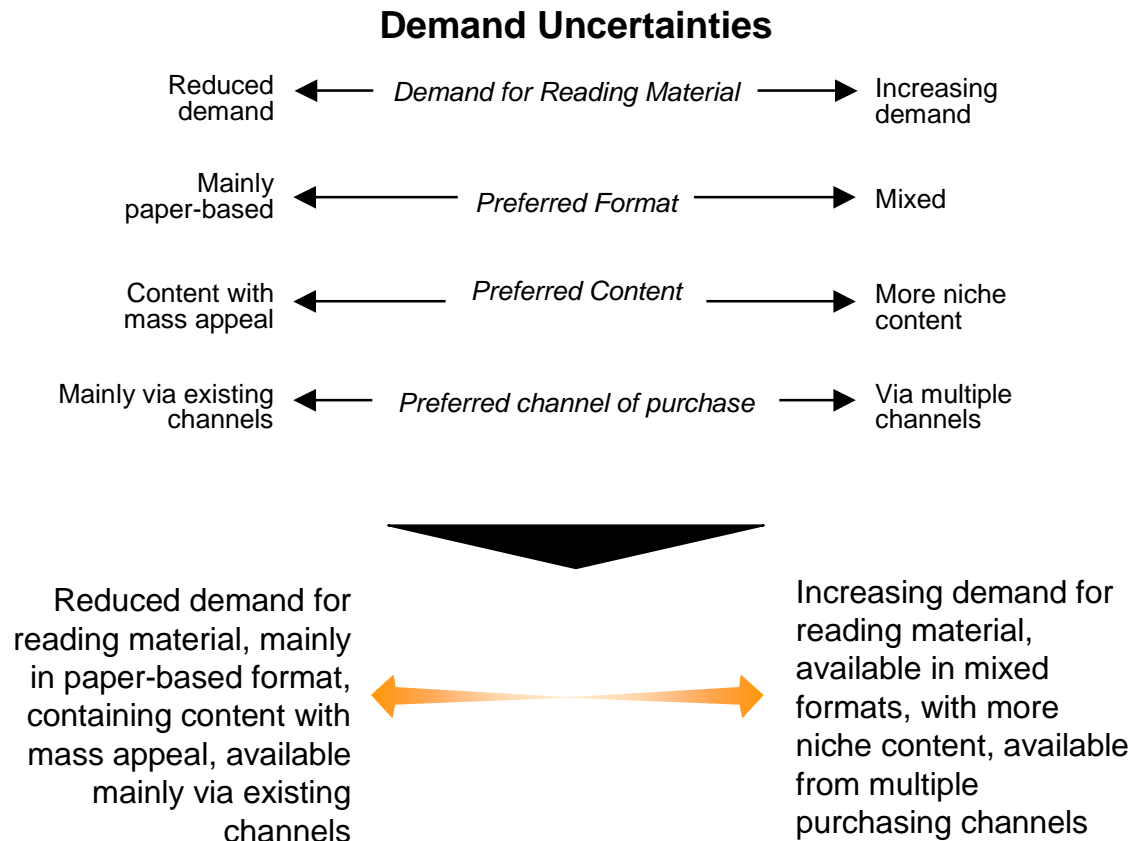 Demand Uncertainties
Reduced
demand
Demand for Reading Material
Increasing
demand
Mainly
paper-based
Preferred Format
Mixed
Content with
mass appeal
Preferred Content
More niche
content
Mainly via existing
channels
Preferred channel of purchase
Via multiple
channels
Reduced demand for
reading material, mainly
in paper-based format,
containing content with
mass appeal, available
mainly via existing
channels
Increasing demand for
reading material,
available in mixed
formats, with more
niche content, available
from multiple
purchasing channels